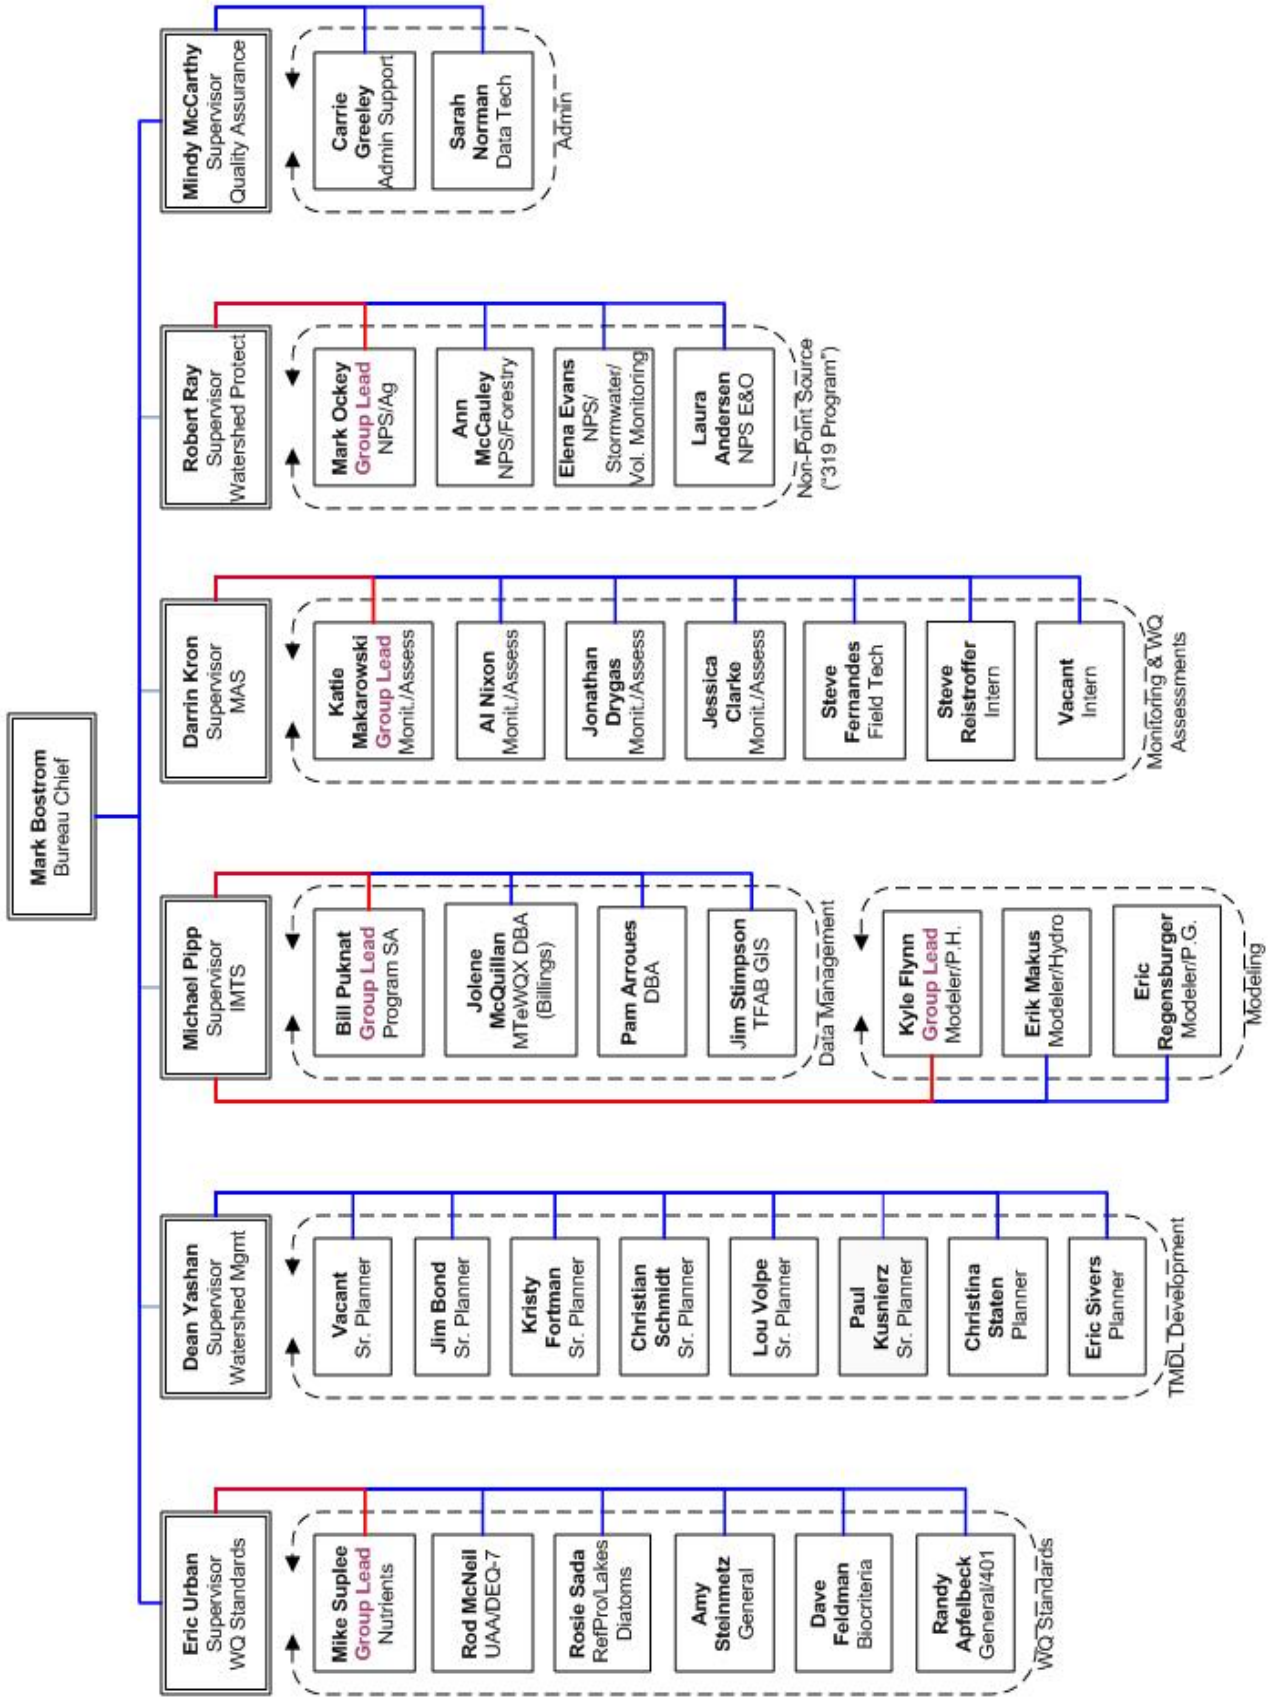 Mark Bostrom
Bureau Chief
Eric Urban
Supervisor
WQ Standards
Mike Suplee
Group Lead
Nutrients
Rod McNeil
UAA/DEQ-7
Rosie Sada
RefPro/Lakes
Diatoms
Amy
Steinmetz
General
Dave
Feldman
Biocriteria
Randy
Apfelbeck
General/401
WQ Standards
Dean Yashan
Supervisor
Watershed Mgmt
Vacant
Sr. Planner
Jim Bond
Sr. Planner
Kristy
Fortman
Sr. Planner
Christian
Schmidt
Sr. Planner
Lou Volpe
Sr. Planner
Paul
Kusnierz
Sr. Planner
Christina
Staten
Planner
Eric Sivers
Planner
TMDL Development
Michael Pipp
Supervisor
IMTS
Bill Puknat
Group Lead
Program SA
Jolene
McQuillan
MTeWQX DBA
(Billings)
Pam Arroues
DBA
Jim Stimpson
TFAB GIS
Data Management
Kyle Flynn
Group Lead
Modeler/P.H.
Erik Makus
Modeler/Hydro
Eric
Regensburger
Modeler/P.G.
Modeling
Darrin Kron
Supervisor
MAS
Katie
Makarowski
Group Lead
Monit./Assess
Al Nixon
Monit./Assess
Jonathan
Drygas
Monit./Assess
Jessica
Clarke
Monit./Assess
Steve
Fernandes
Field Tech
Steve
Reistroffer
Intern
Vacant
Intern
Monitoring & WQ
Assessments
Robert Ray
Supervisor
Watershed Protect
Mark Ockey
Group Lead
NPS/Ag
Ann
McCauley
NPS/Forestry
Elena Evans
NPS/
Stormwater/
Vol. Monitoring
Laura
Andersen
NPS E&O
Non-Point Source
("319 Program")
Mindy McCarthy
Supervisor
Quality Assurance
Carrie
Greeley
Admin Support
Sarah
Norman
Data Tech
Admin